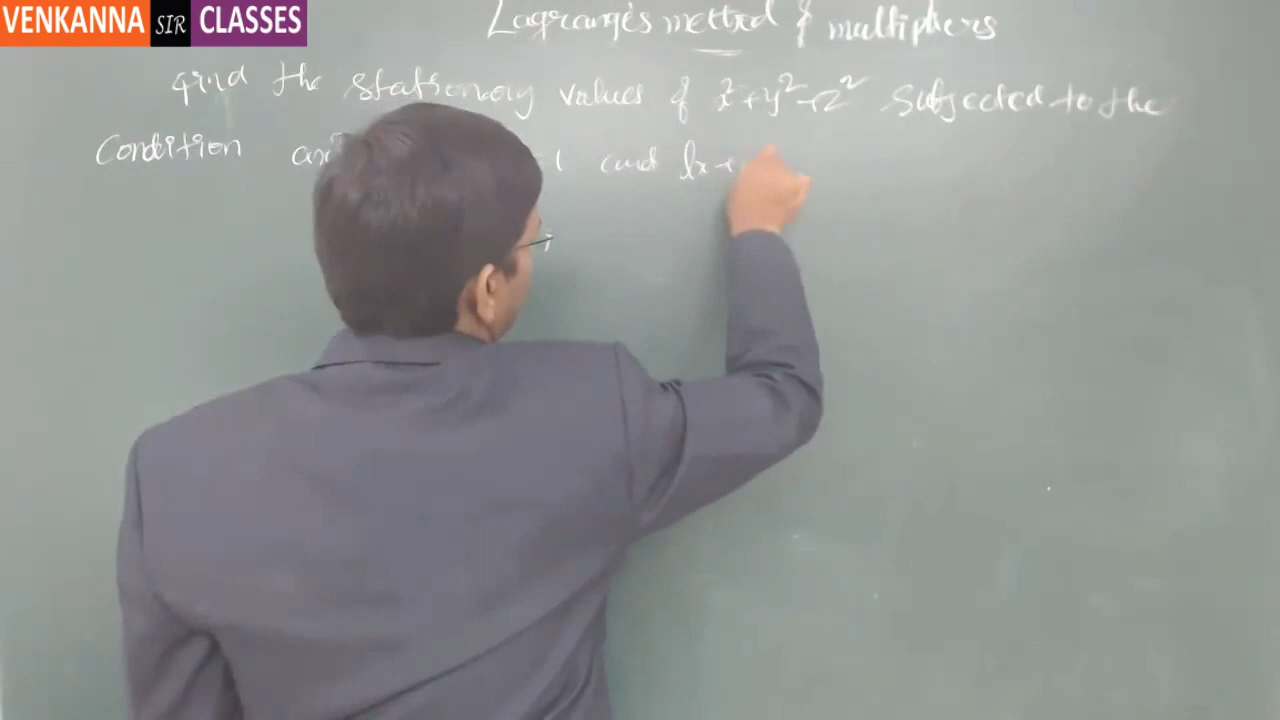 VENKANNA SIR CLASSES
Lagrange's method of multipliers
find the stationary values of x²+y²+z² subjected to the
Condition ax² =1 and lx+